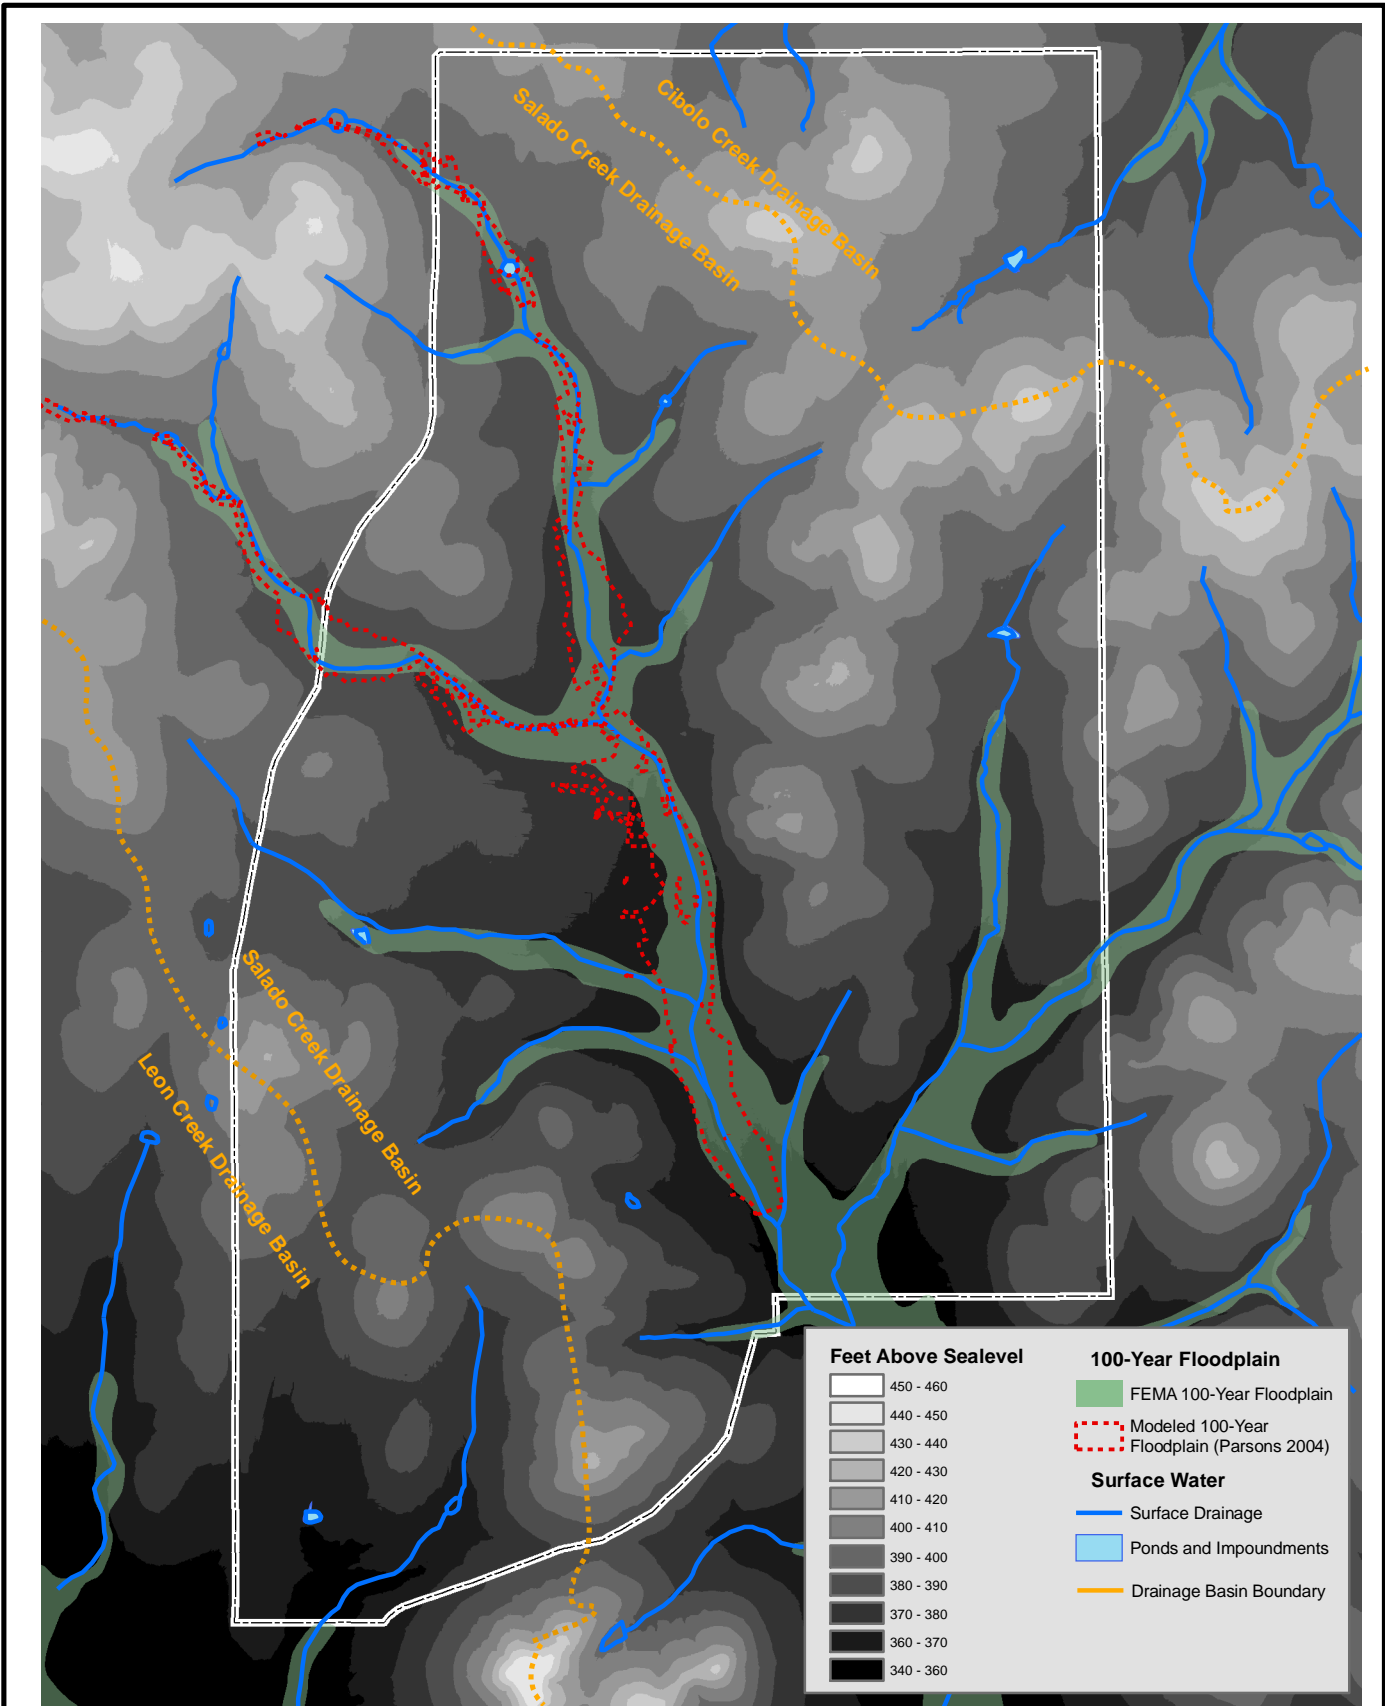 Cibolo Creek Drainage Basin
Salado Creek Drainage Basin
Salado Creek Drainage Basin
Leon Creek Drainage Basin
Feet Above Sealevel
450 - 460
440 - 450
430 - 440
420 - 430
410 - 420
400 - 410
390 - 400
380 - 390
370 - 380
360 - 370
340 - 360
100-Year Floodplain
FEMA 100-Year Floodplain
Modeled 100-Year
Floodplain (Parsons 2004)
Surface Water
Surface Drainage
Ponds and Impoundments
Drainage Basin Boundary